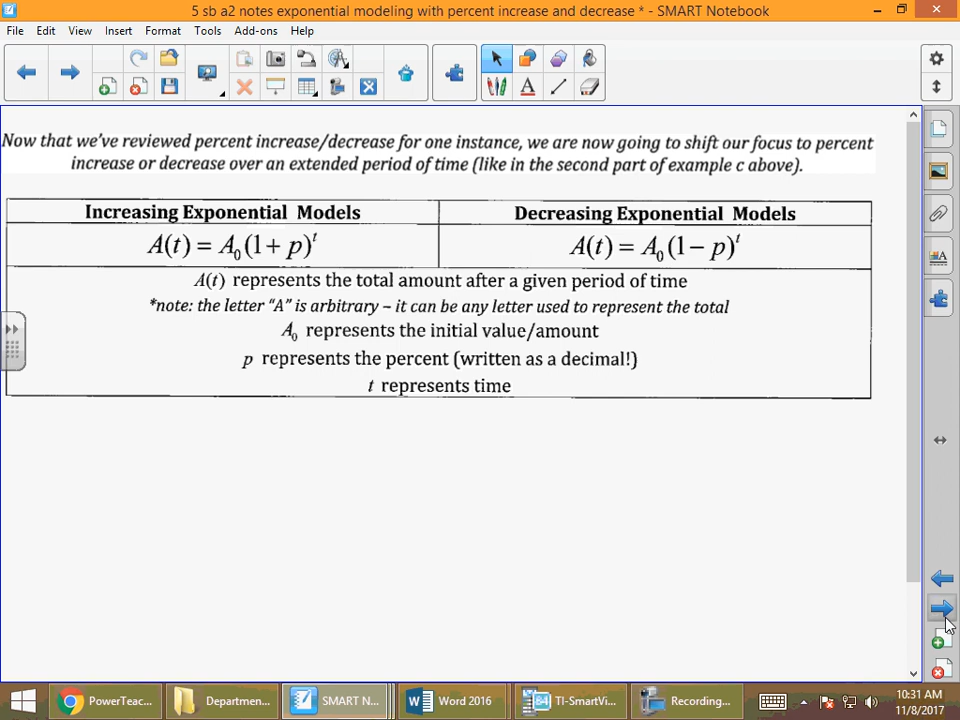 5 sb a2 notes exponential modeling with percent increase and decrease * - SMART Notebook
File Edit View Insert Format Tools Add-ons Help
Now that we've reviewed percent increase/decrease for one instance, we are now going to shift our focus to percent
increase or decrease over an extended period of time (like in the second part of example c above).
Increasing Exponential Models Decreasing Exponential Models
A(t) = A₀(1 + p)ᵗ A(t) = A₀(1 − p)ᵗ
A(t) represents the total amount after a given period of time
*note: the letter "A" is arbitrary – it can be any letter used to represent the total
A₀ represents the initial value/amount
p represents the percent (written as a decimal!)
t represents time
PowerTeac... Departmen... SMART N... Word 2016 TI-SmartVi... Recording...
10:31 AM
11/8/2017